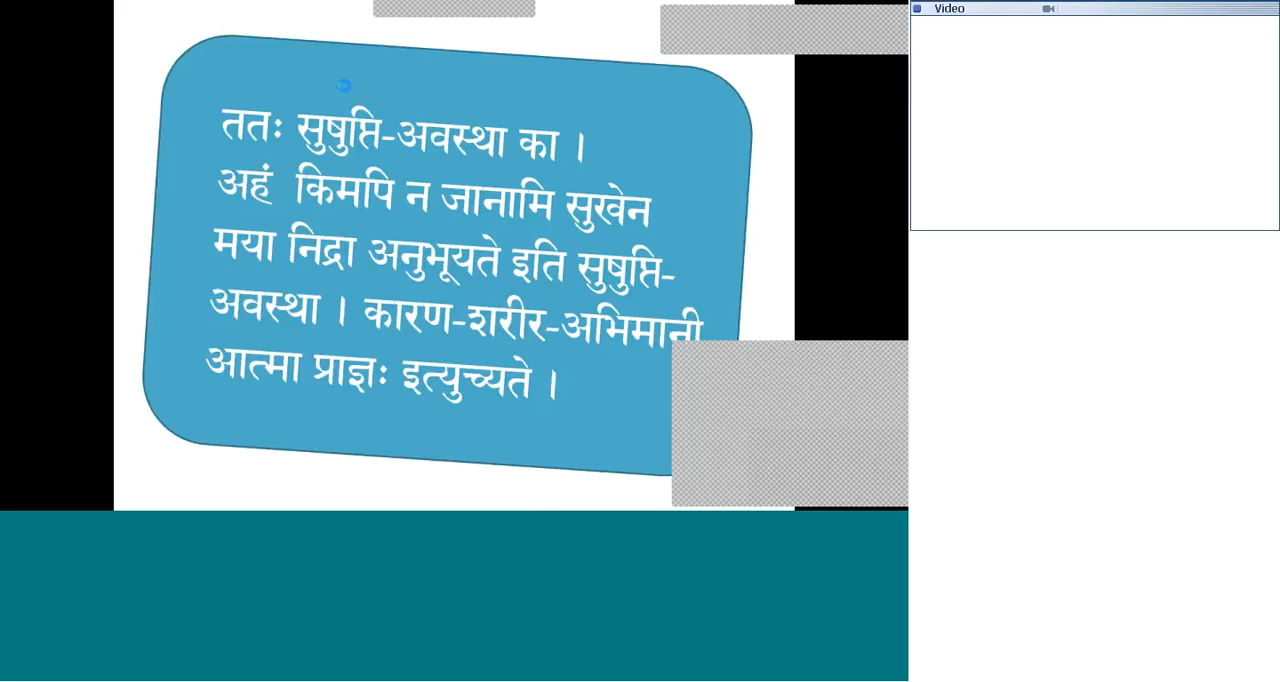 Video
ततः सुषुप्ति-अवस्था का ।
अहं किमपि न जानामि सुखेन
मया निद्रा अनुभूयते इति सुषुप्ति-
अवस्था । कारण-शरीर-अभिमानी
आत्मा प्राज्ञः इत्युच्यते ।